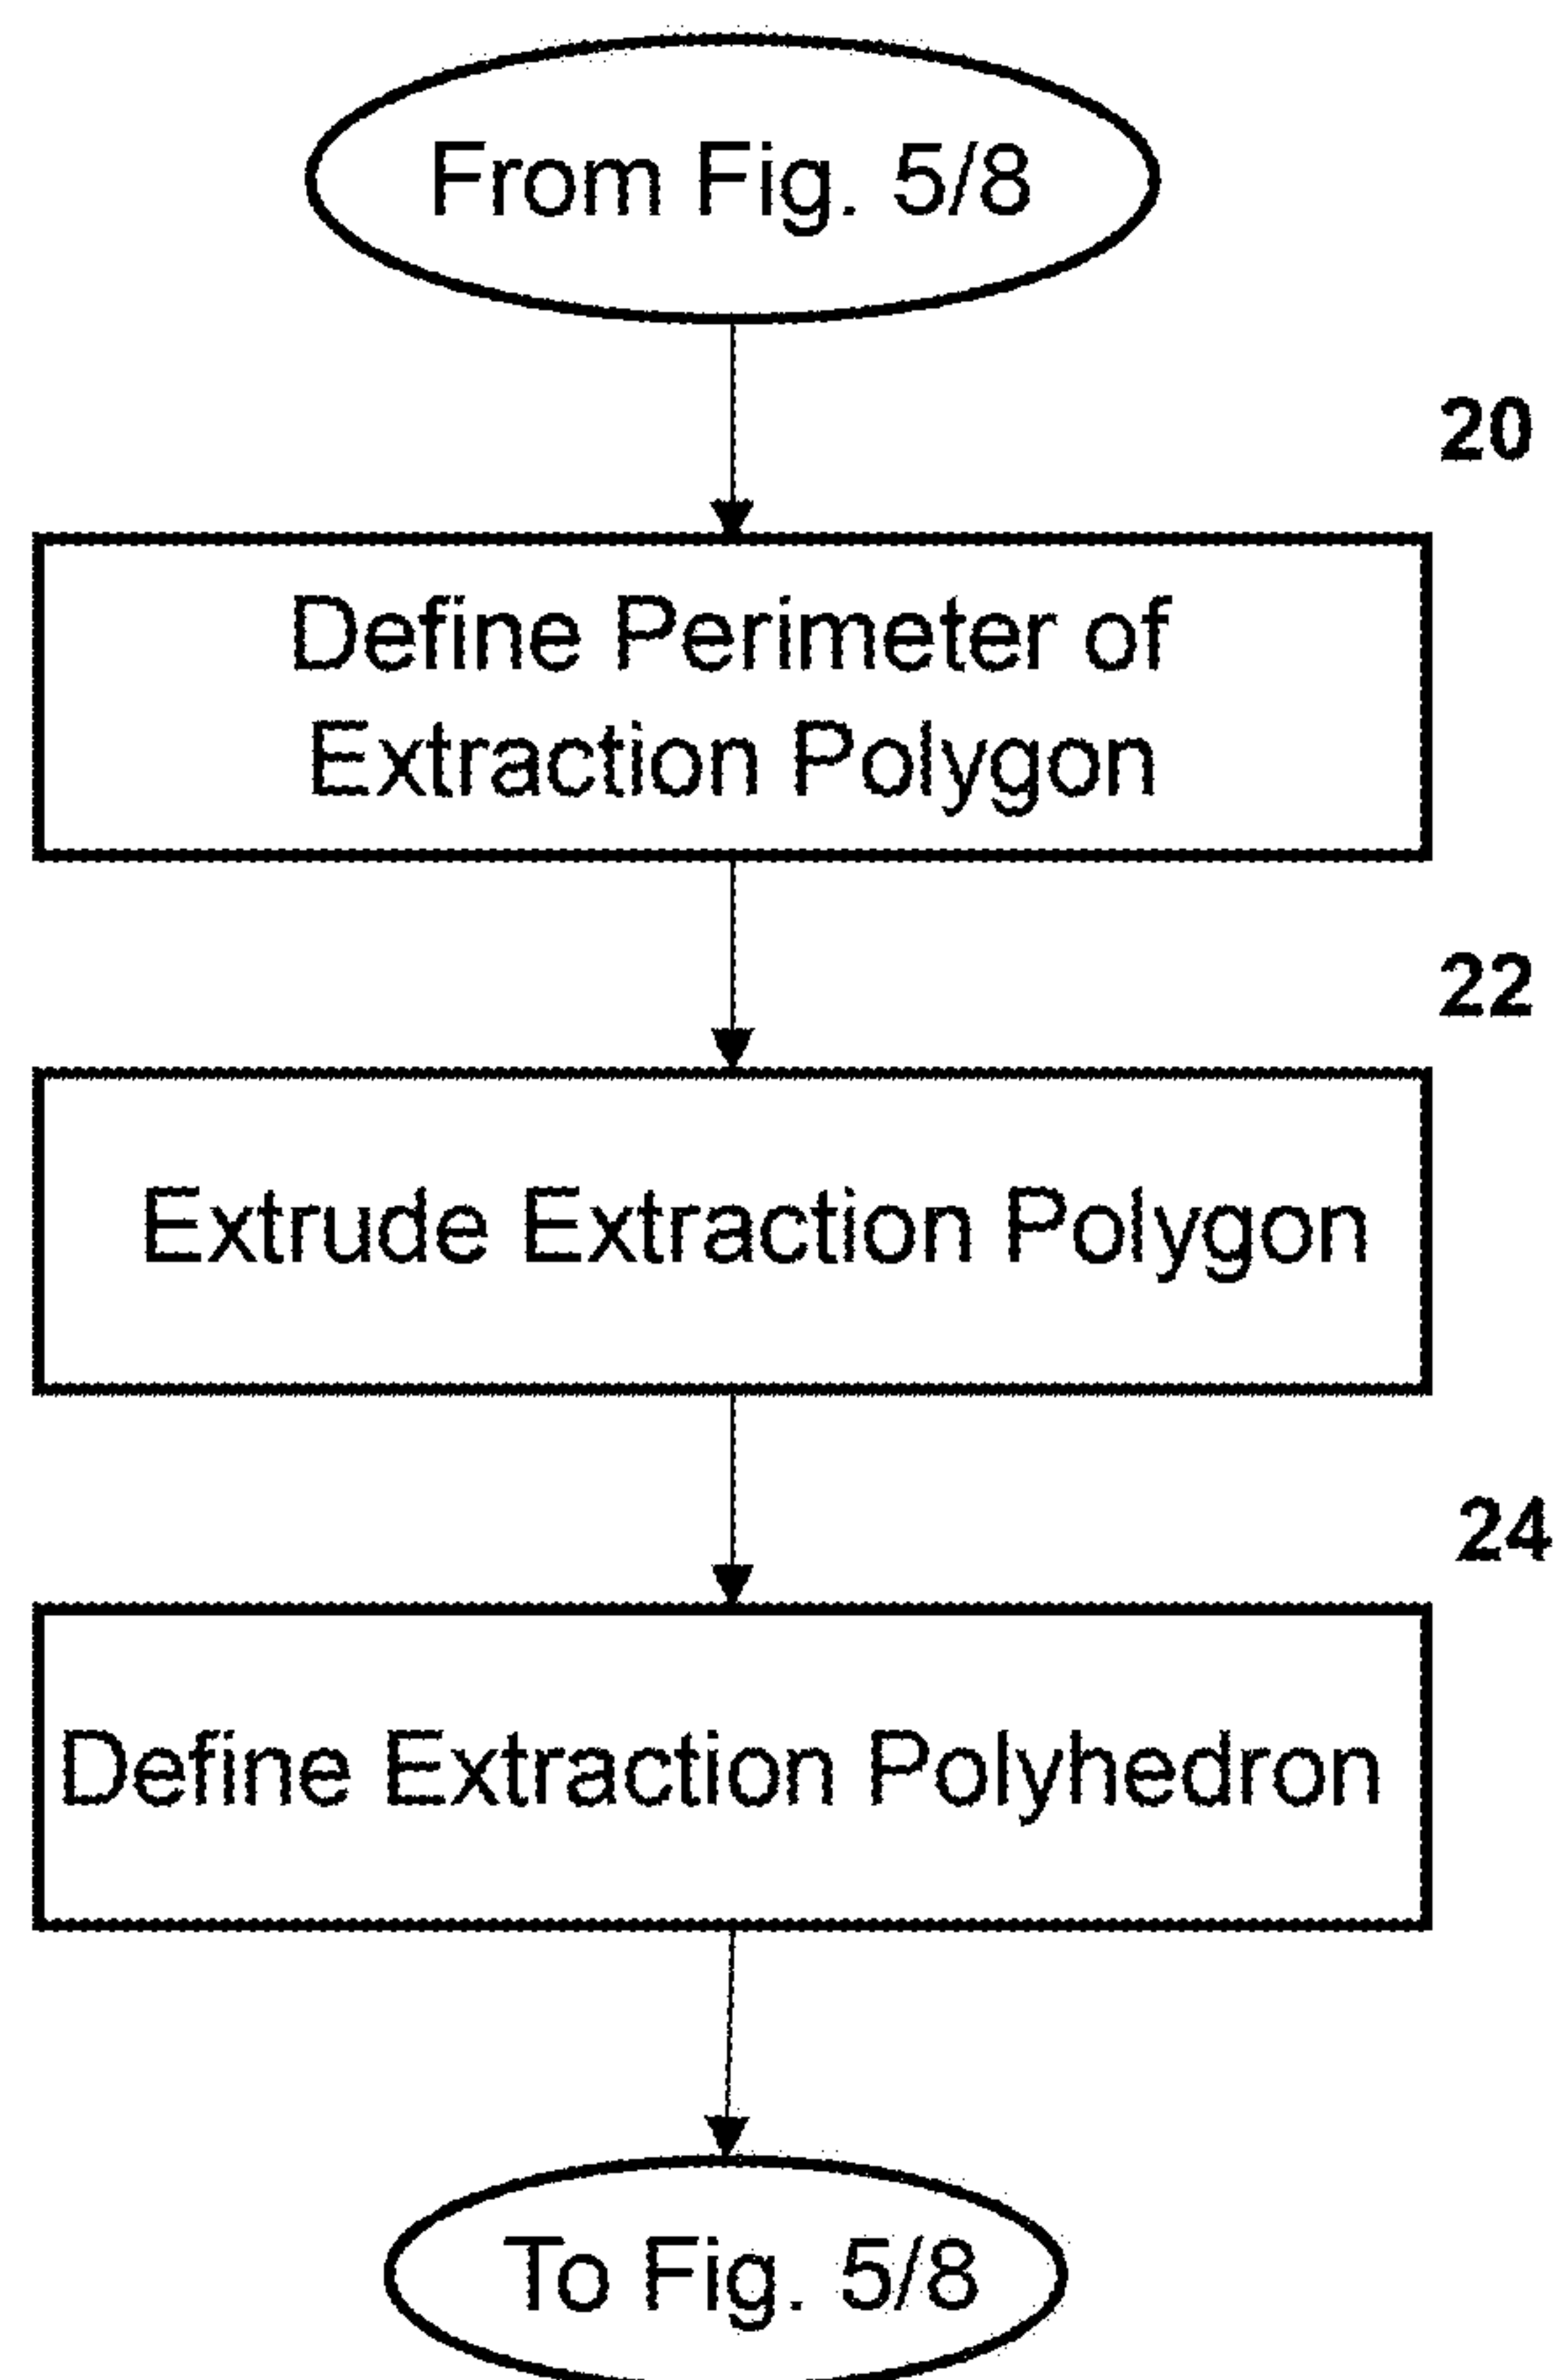 From Fig. 5/8
20
Define Perimeter of
Extraction Polygon
22
Extrude Extraction Polygon
24
Define Extraction Polyhedron
To Fig. 5/8